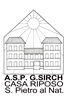 A.S.P. G.SIRCH
CASA RIPOSO
S. Pietro al Nat.